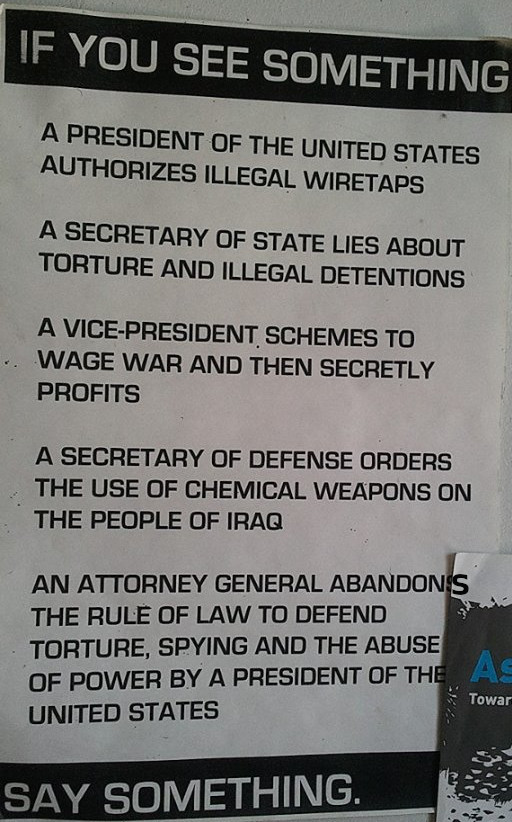 IF YOU SEE SOMETHING
A PRESIDENT OF THE UNITED STATES
AUTHORIZES ILLEGAL WIRETAPS
A SECRETARY OF STATE LIES ABOUT
TORTURE AND ILLEGAL DETENTIONS
A VICE-PRESIDENT SCHEMES TO
WAGE WAR AND THEN SECRETLY
PROFITS
A SECRETARY OF DEFENSE ORDERS
THE USE OF CHEMICAL WEAPONS ON
THE PEOPLE OF IRAQ
AN ATTORNEY GENERAL ABANDONS
THE RULE OF LAW TO DEFEND
TORTURE, SPYING AND THE ABUSE
OF POWER BY A PRESIDENT OF THE
UNITED STATES
SAY SOMETHING.
As
Towar